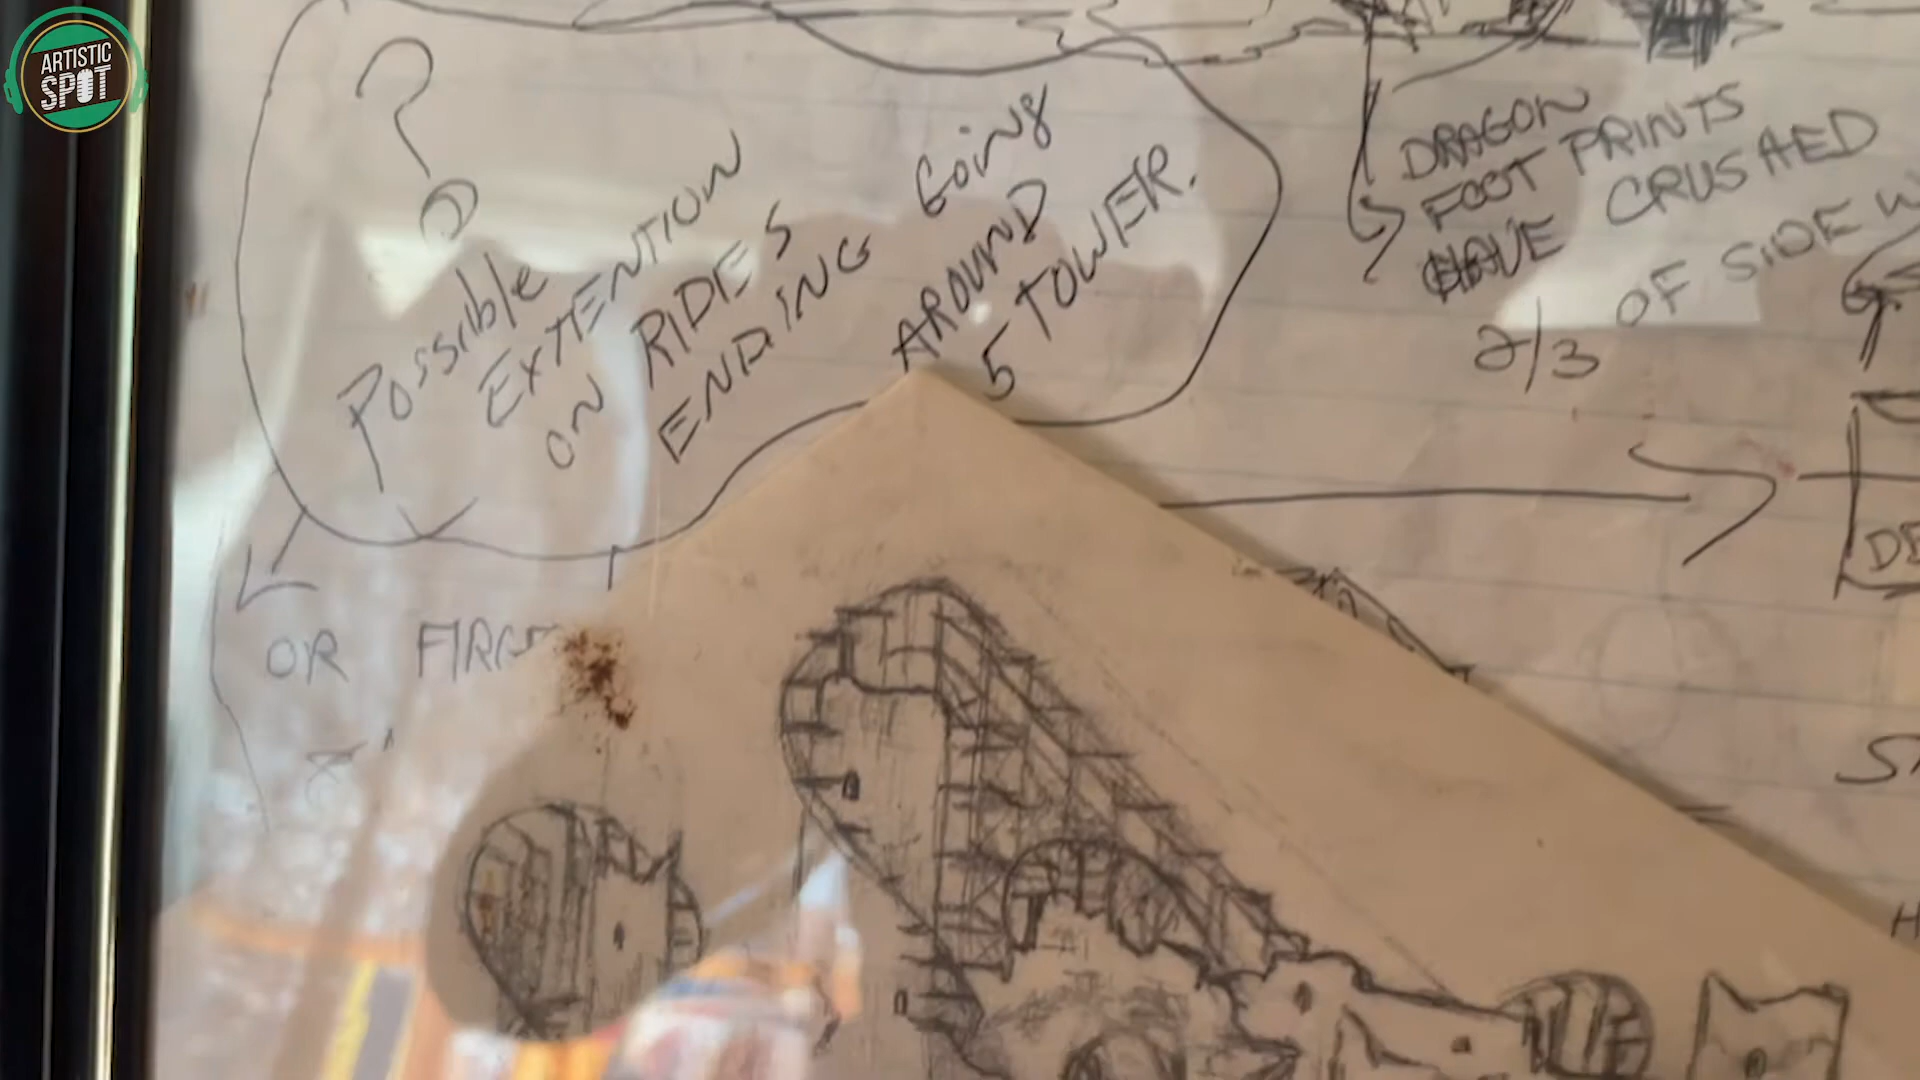 ARTISTIC
SPOT
?
Possible
EXTENTION
ON RIDES
ENDING Going
AROUND
5 TOWER.
DRAGON
FOOT PRINTS
HAVE CRUSHED
2/3 OF SIDE W
OR
DE